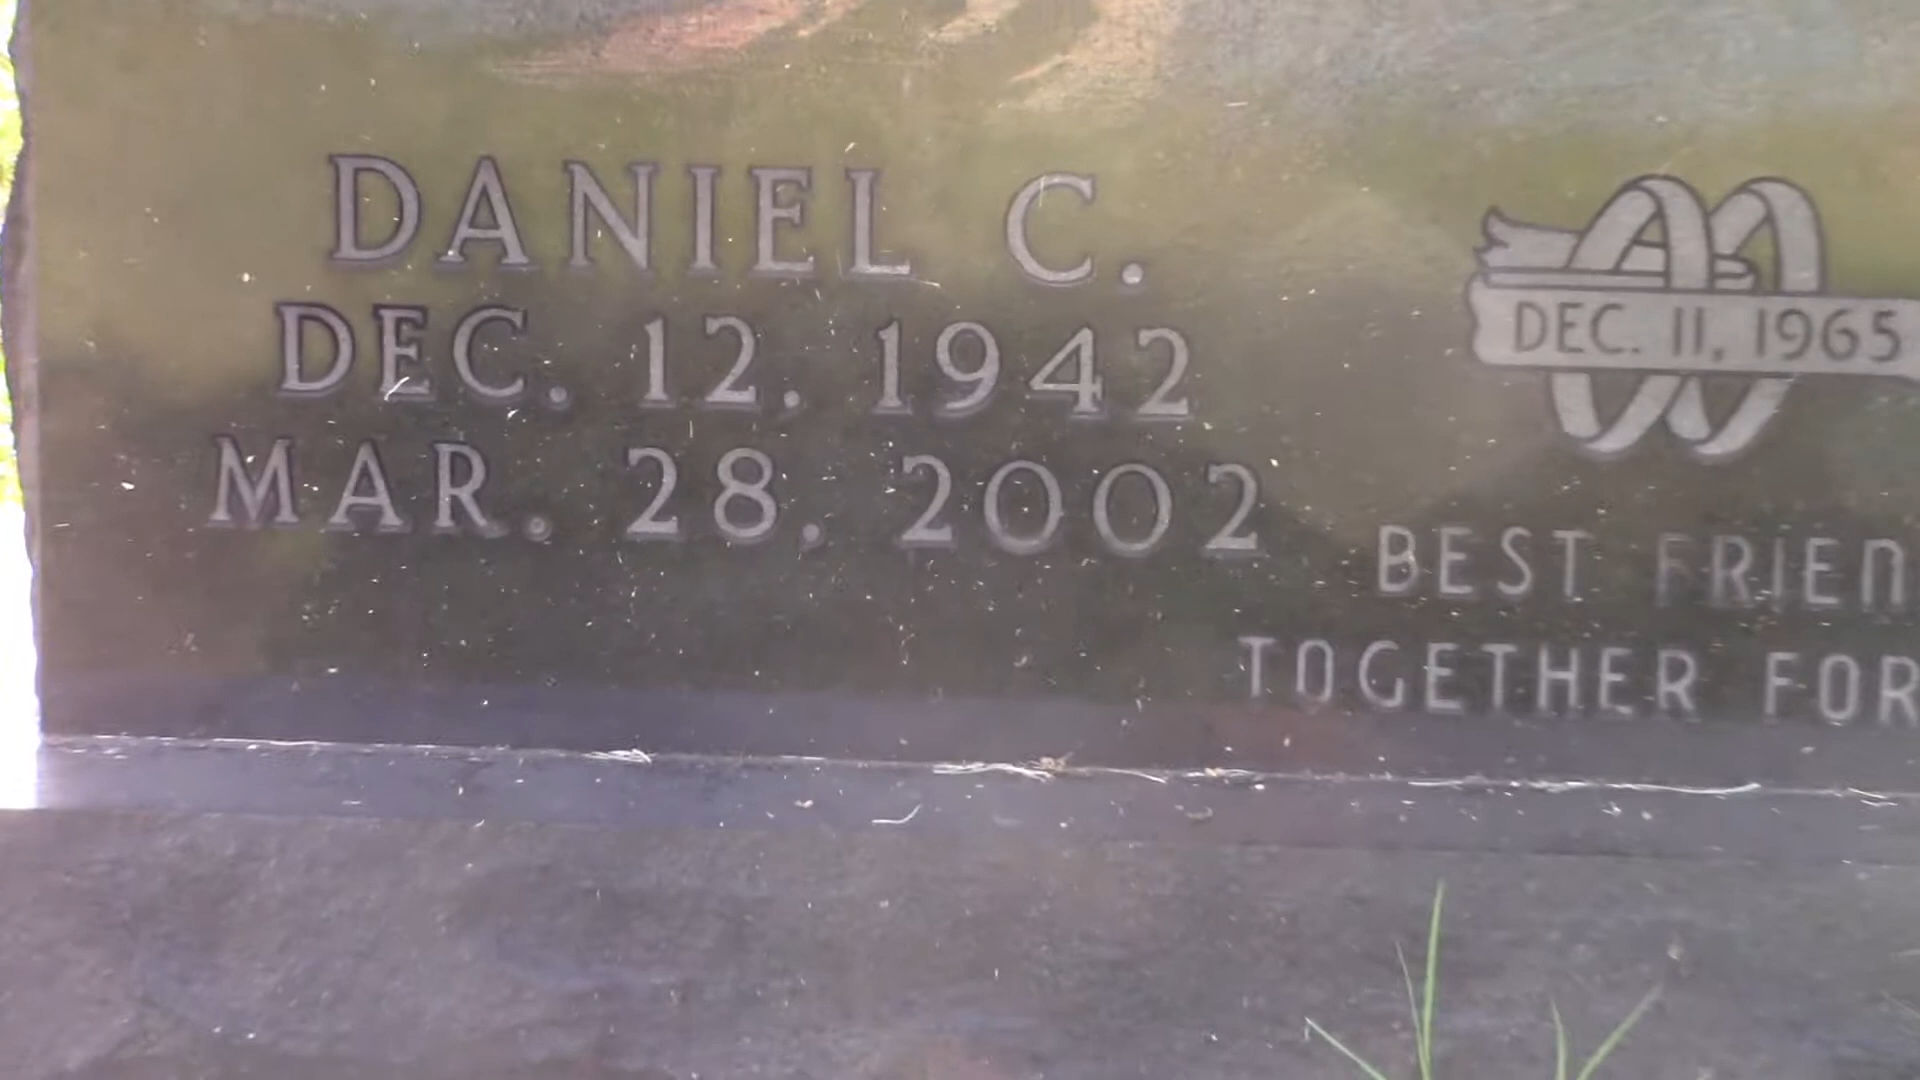 DANIEL C.
DEC. 12. 1942
MAR. 28. 2002
DEC. 11, 1965
BEST
TOGETHER